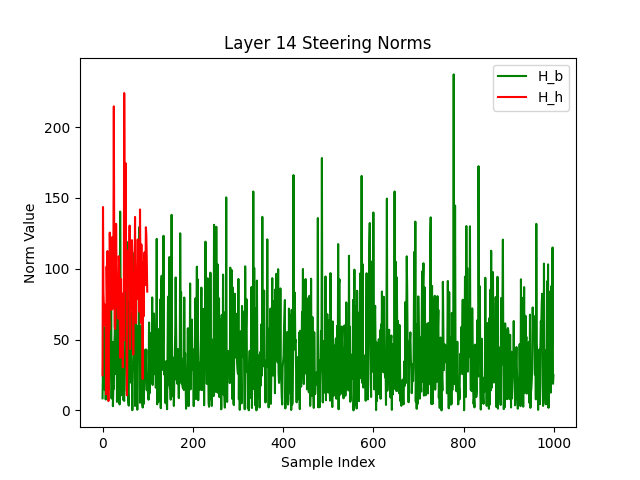 Layer 14 Steering Norms
H_b
H_h
Norm Value
200
150
100
50
0
0 200 400 600 800 1000
Sample Index